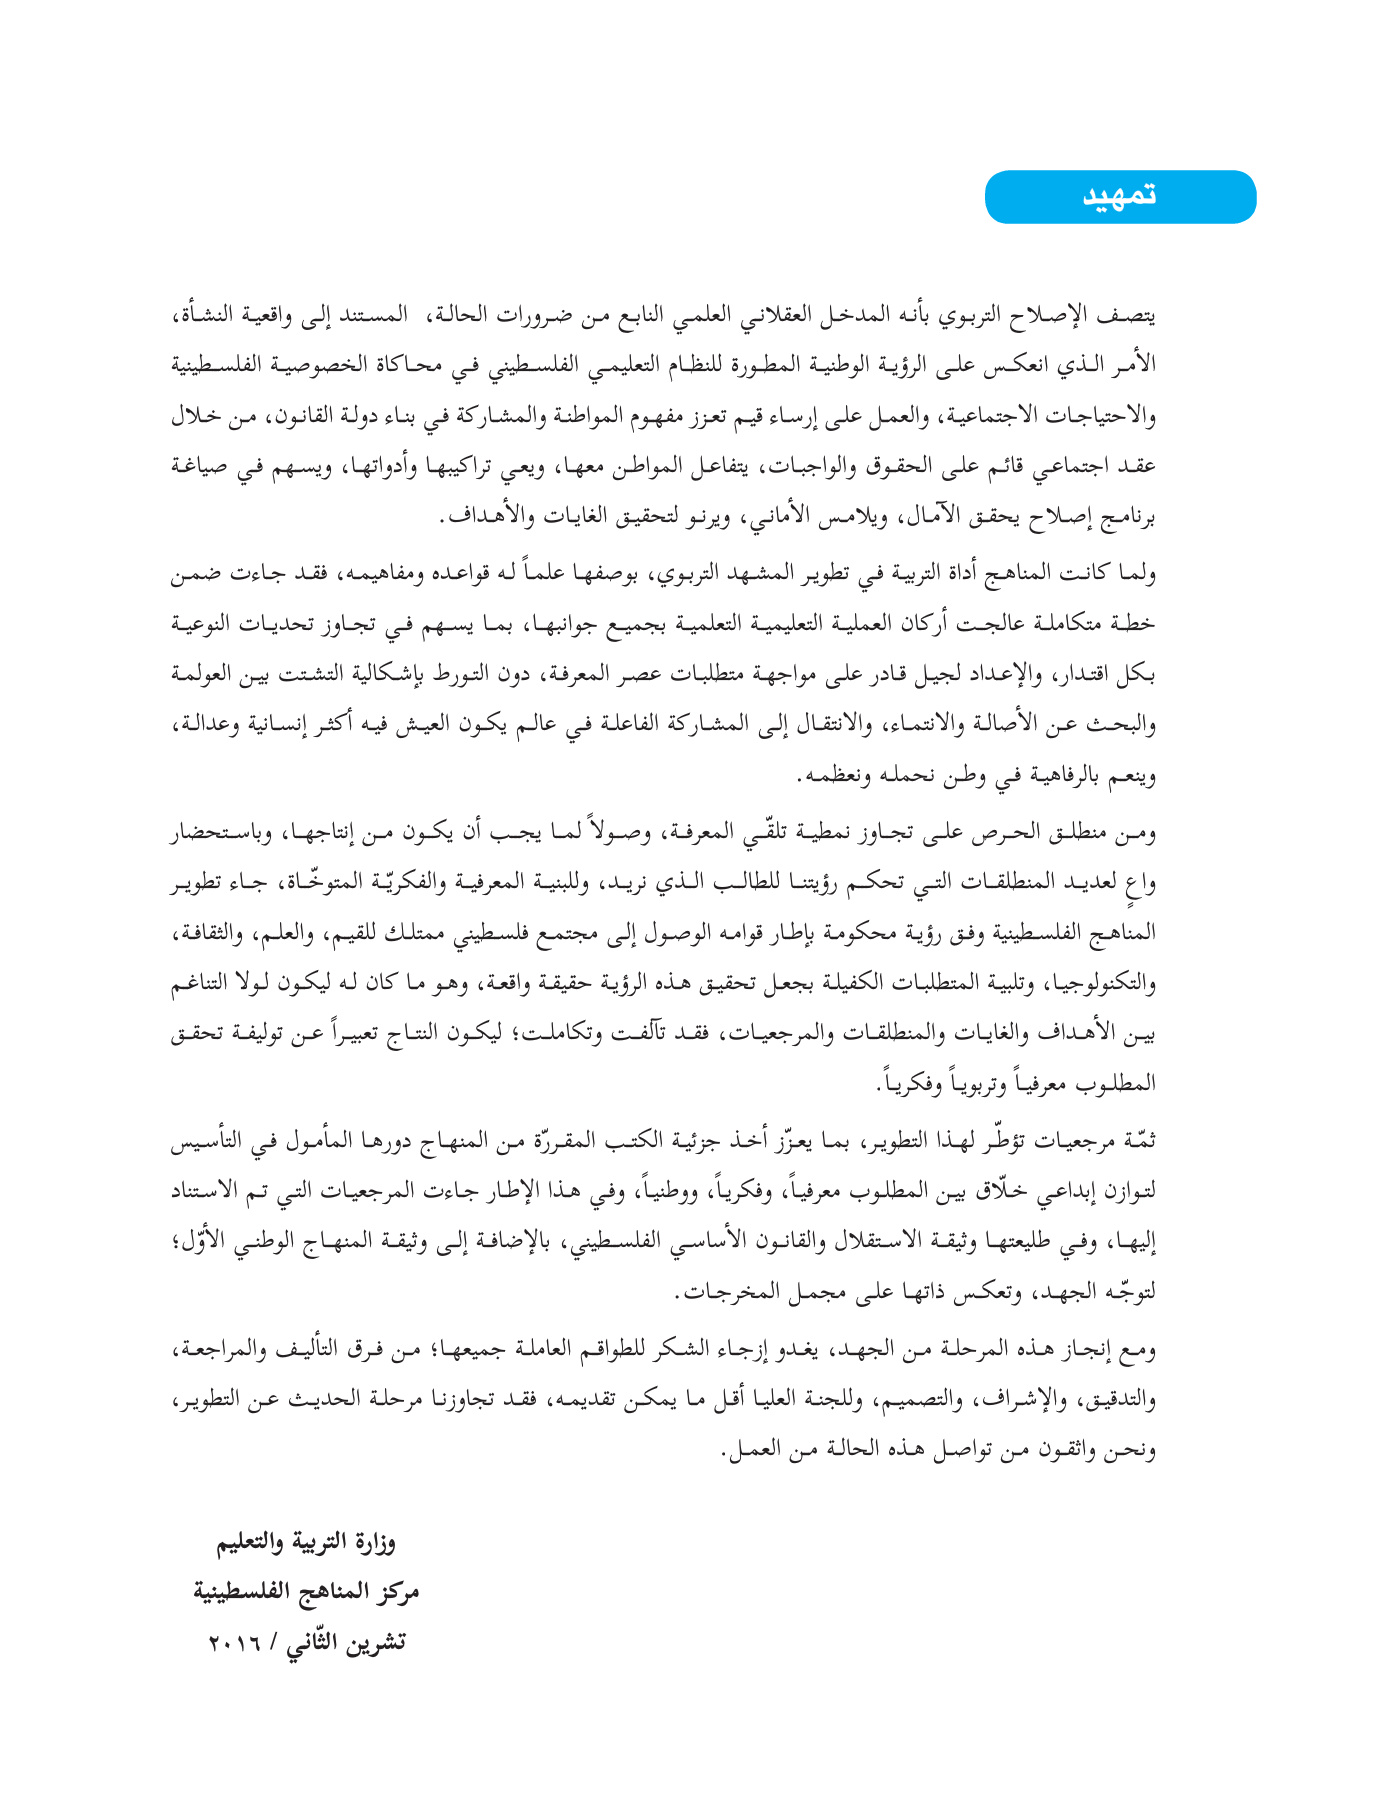 تمهيد
يتصف الإصلاح التربوي بأنه المدخل العقلاني العلمي النابع من ضرورات الحالة، المستند إلى واقعية النشأة،
الأمر الذي انعكس على الرؤية الوطنية المطورة للنظام التعليمي الفلسطيني في محاكاة الخصوصية الفلسطينية
والاحتياجات الاجتماعية، والعمل على إرساء قيم تعزز مفهوم المواطنة والمشاركة في بناء دولة القانون، من خلال
عقد اجتماعي قائم على الحقوق والواجبات، يتفاعل المواطن معها، ويعي تراكيبها وأدواتها، ويسهم في صياغة
برنامج إصلاح يحقق الآمال، ويلامس الأماني، ويرنو لتحقيق الغايات والأهداف.
ولما كانت المناهج أداة التربية في تطوير المشهد التربوي، بوصفها علماً له قواعده ومفاهيمه، فقد جاءت ضمن
خطة متكاملة عالجت أركان العملية التعليمية التعلمية بجميع جوانبها، بما يسهم في تجاوز تحديات النوعية
بكل اقتدار، والإعداد لجيل قادر على مواجهة متطلبات عصر المعرفة، دون التورط بإشكالية التشتت بين العولمة
والبحث عن الأصالة والانتماء، والانتقال إلى المشاركة الفاعلة في عالم يكون العيش فيه أكثر إنسانية وعدالة،
وينعم بالرفاهية في وطن نحمله ونعظمه.
ومن منطلق الحرص على تجاوز نمطية تلقّي المعرفة، وصولاً لما يجب أن يكون من إنتاجها، وباستحضار
واعٍ لعديد المنطلقات التي تحكم رؤيتنا للطالب الذي نريد، وللبنية المعرفية والفكريّة المتوخّاة، جاء تطوير
المناهج الفلسطينية وفق رؤية محكومة بإطار قوامه الوصول إلى مجتمع فلسطيني ممتلك للقيم، والعلم، والثقافة،
والتكنولوجيا، وتلبية المتطلبات الكفيلة بجعل تحقيق هذه الرؤية حقيقة واقعة، وهو ما كان له ليكون لولا التناغم
بين الأهداف والغايات والمنطلقات والمرجعيات، فقد تآلفت وتكاملت؛ ليكون النتاج تعبيراً عن توليفة تحقق
المطلوب معرفياً وتربوياً وفكرياً.
ثمّة مرجعيات تؤطّر لهذا التطوير، بما يعزّز أخذ جزئية الكتب المقررّة من المنهاج دورها المأمول في التأسيس
لتوازن إبداعي خلّاق بين المطلوب معرفياً، وفكرياً، ووطنياً، وفي هذا الإطار جاءت المرجعيات التي تم الاستناد
إليها، وفي طليعتها وثيقة الاستقلال والقانون الأساسي الفلسطيني، بالإضافة إلى وثيقة المنهاج الوطني الأوّل؛
لتوجّه الجهد، وتعكس ذاتها على مجمل المخرجات.
ومع إنجاز هذه المرحلة من الجهد، يغدو إزجاء الشكر للطواقم العاملة جميعها؛ من فرق التأليف والمراجعة،
والتدقيق، والإشراف، والتصميم، وللجنة العليا أقل ما يمكن تقديمه، فقد تجاوزنا مرحلة الحديث عن التطوير،
ونحن واثقون من تواصل هذه الحالة من العمل.
وزارة التربية والتعليم
مركز المناهج الفلسطينية
تشرين الثّاني / ٢٠١٦